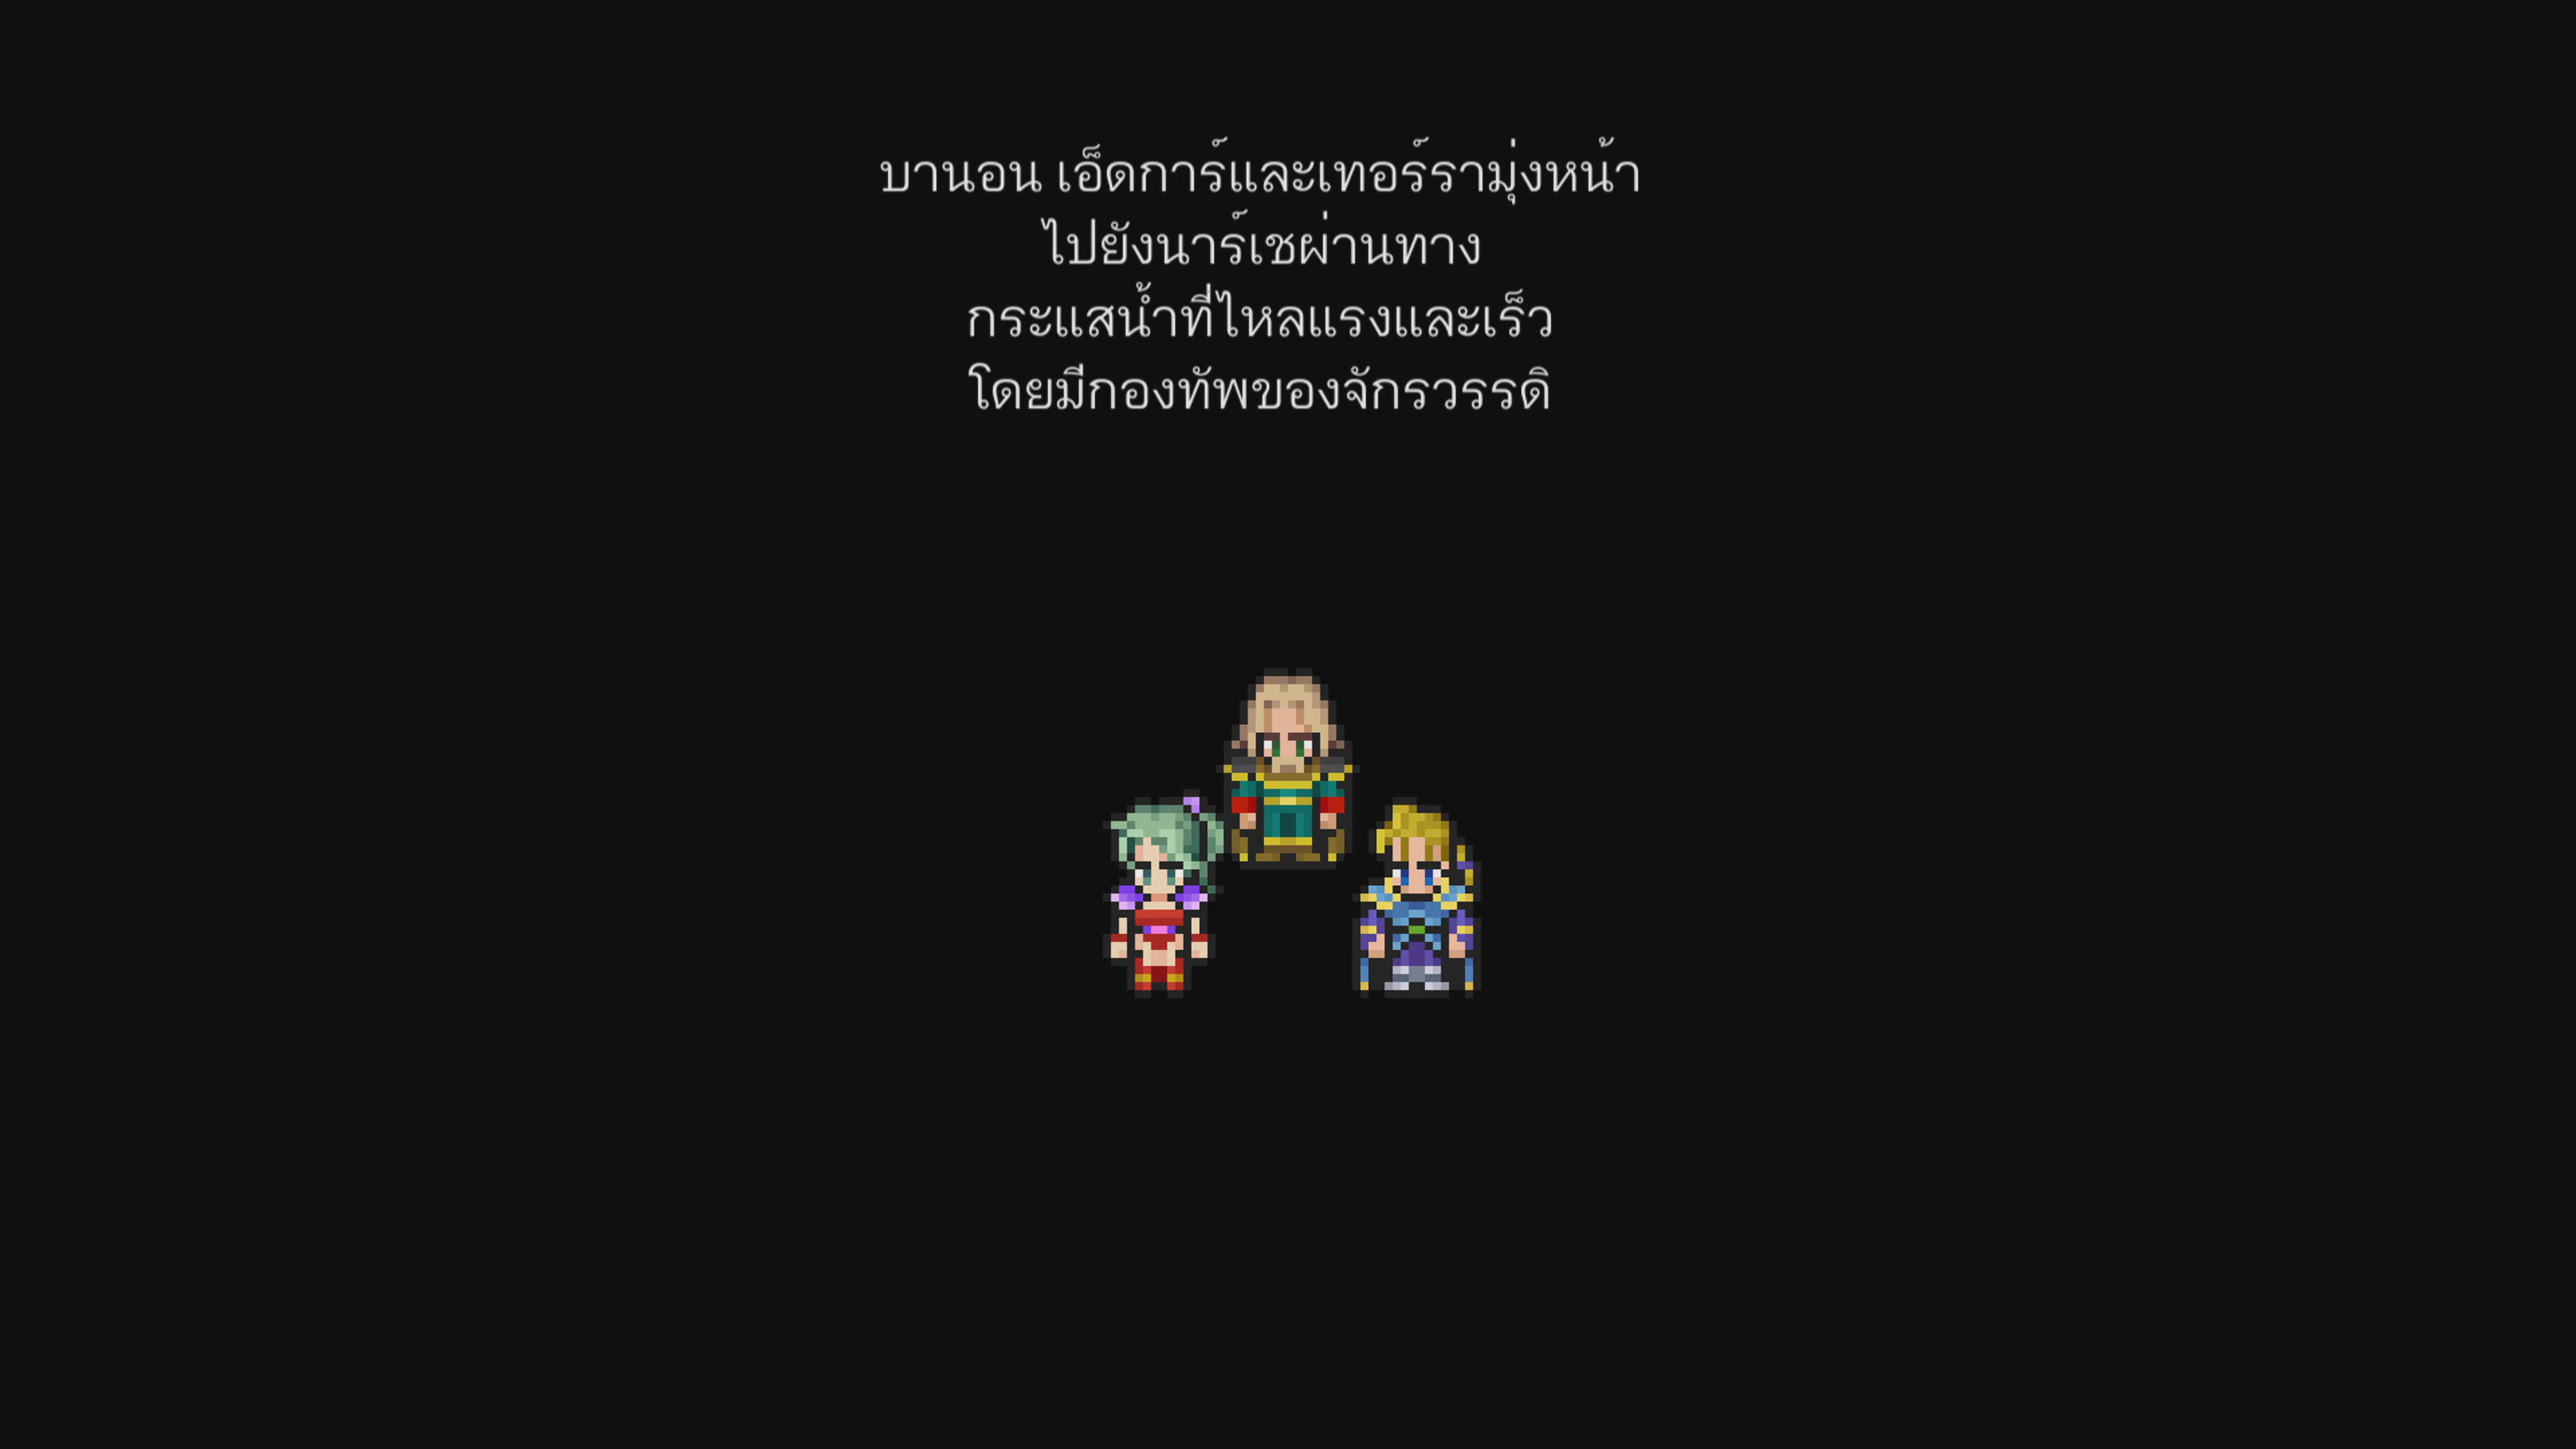 บานอน เอ็ดการ์และเทอร์รามุ่งหน้า
ไปยังนาร์เชผ่านทาง
กระแสน้ำที่ไหลแรงและเร็ว
โดยมีกองทัพของจักรวรรดิ